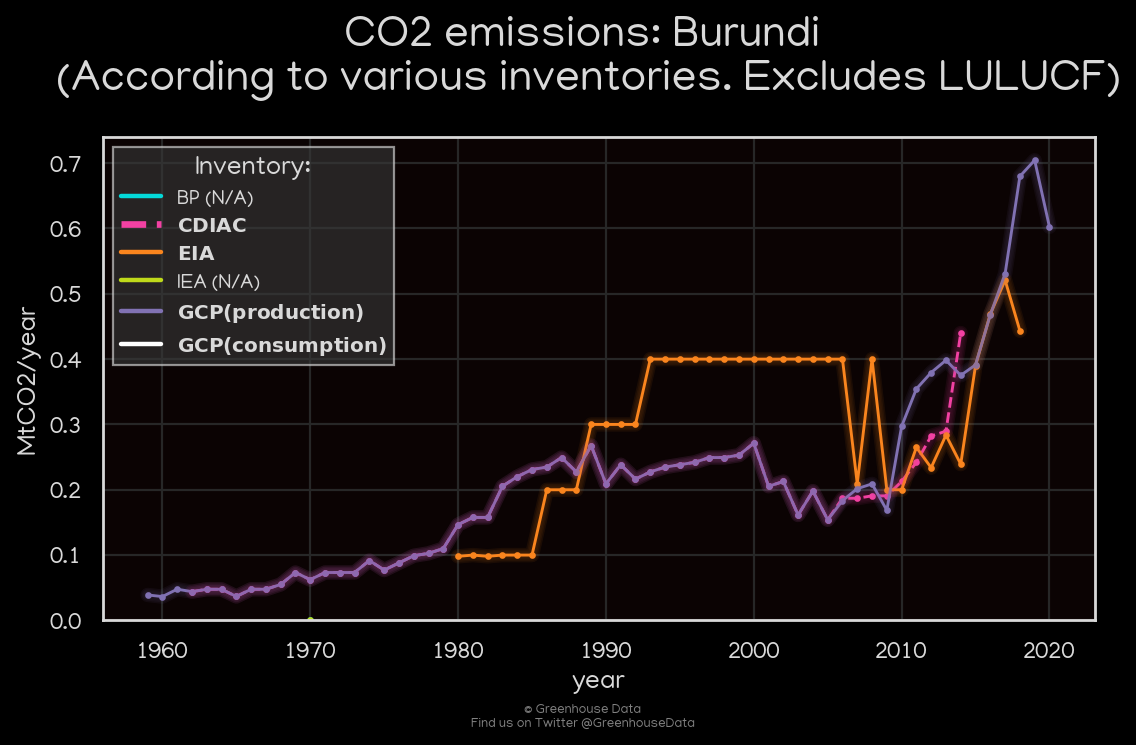 CO2 emissions: Burundi
(According to various inventories. Excludes LULUCF)
Inventory:
BP (N/A)
CDIAC
EIA
IEA (N/A)
GCP(production)
GCP(consumption)
MtCO2/year
0.7
0.6
0.5
0.4
0.3
0.2
0.1
0.0
1960 1970 1980 1990 2000 2010 2020
year
© Greenhouse Data
Find us on Twitter @GreenhouseData